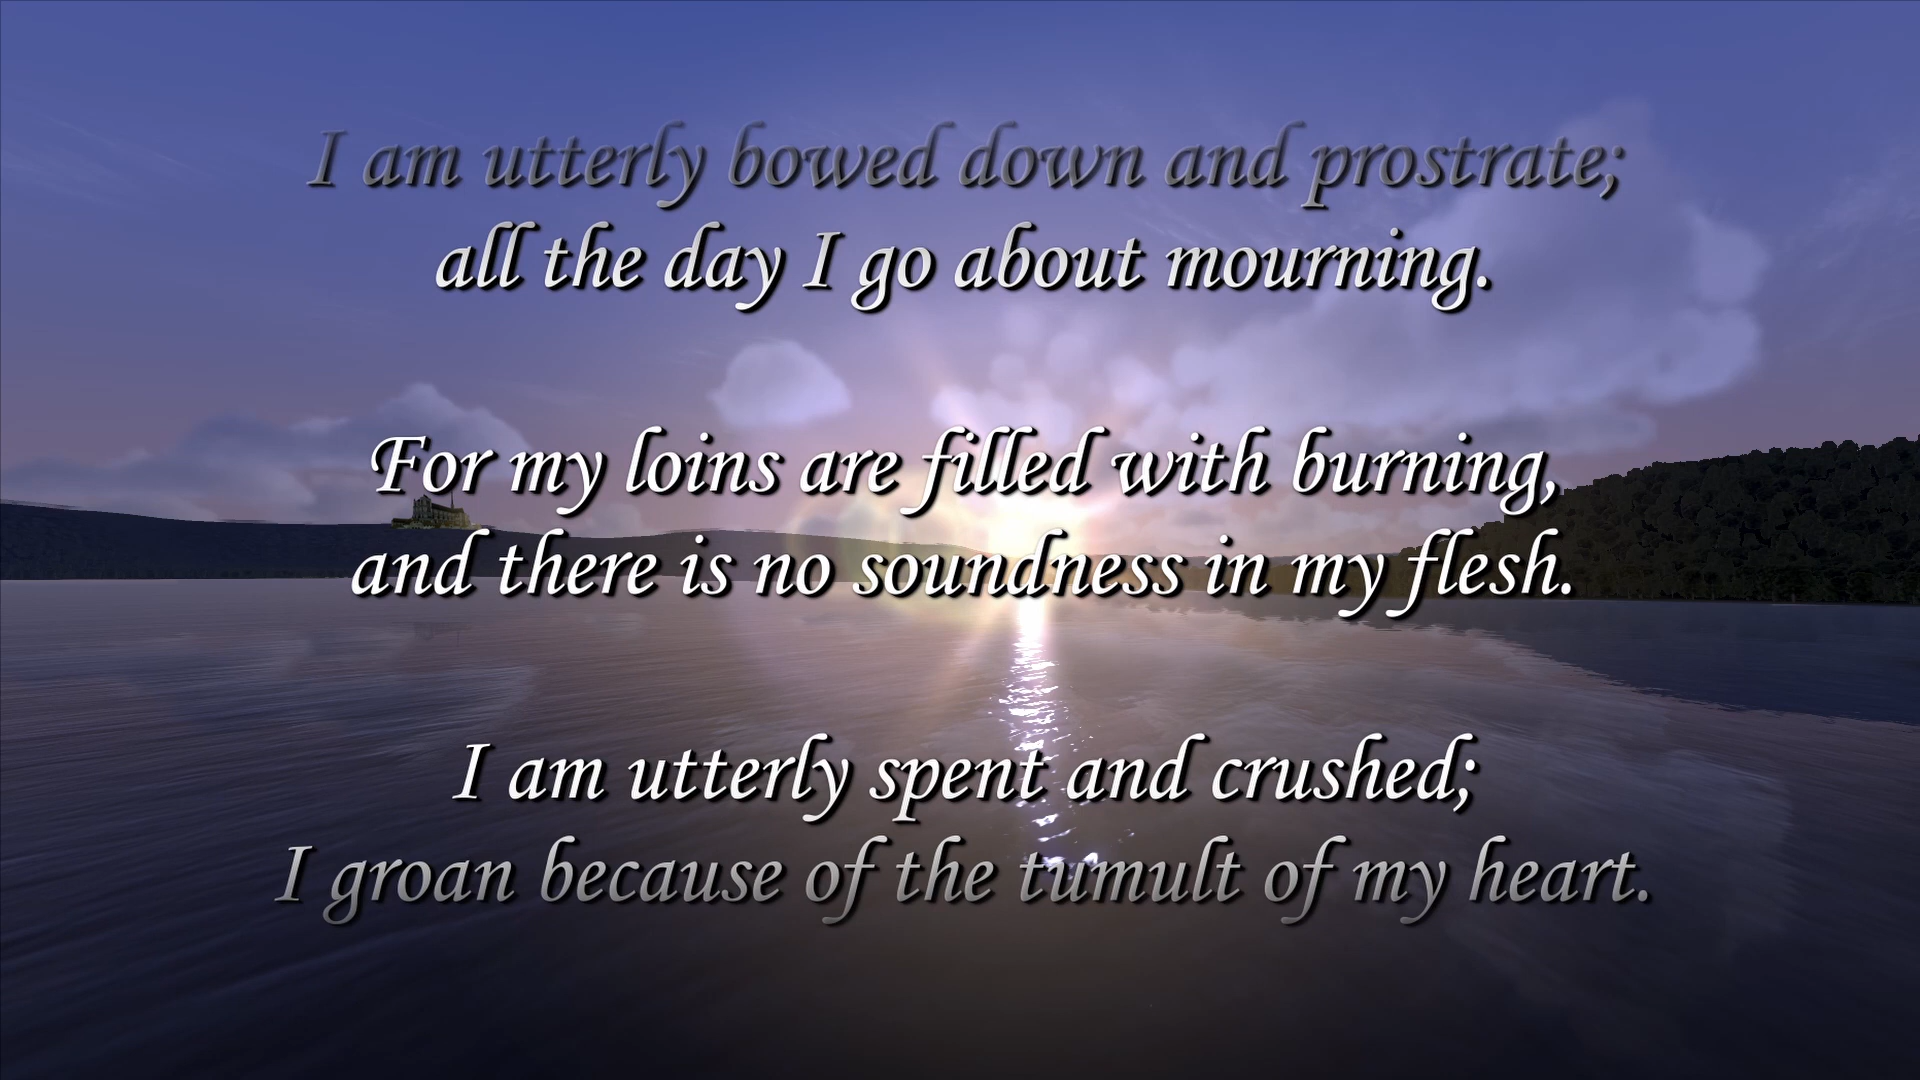 I am utterly bowed down and prostrate;
all the day I go about mourning.
For my loins are filled with burning,
and there is no soundness in my flesh.
I am utterly spent and crushed;
I groan because of the tumult of my heart.